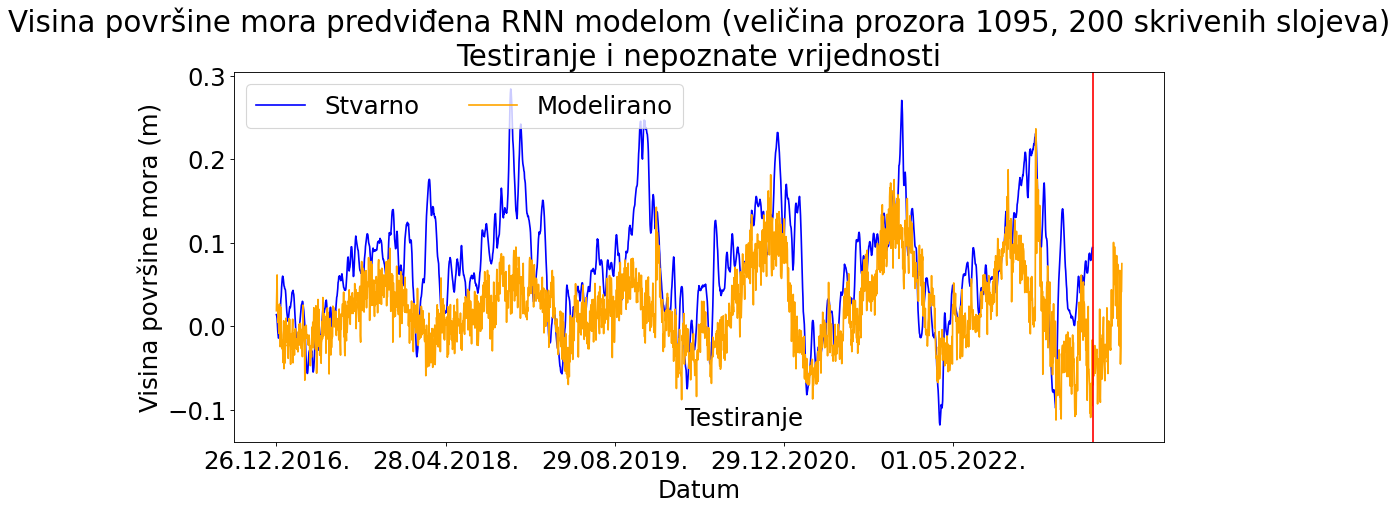 Visina površine mora predviđena RNN modelom (veličina prozora 1095, 200 skrivenih slojeva)
Testiranje i nepoznate vrijednosti
Stvarno
Modelirano
Visina površine mora (m)
0.3
0.2
0.1
0.0
−0.1
Testiranje
26.12.2016.
28.04.2018.
29.08.2019.
29.12.2020.
01.05.2022.
Datum